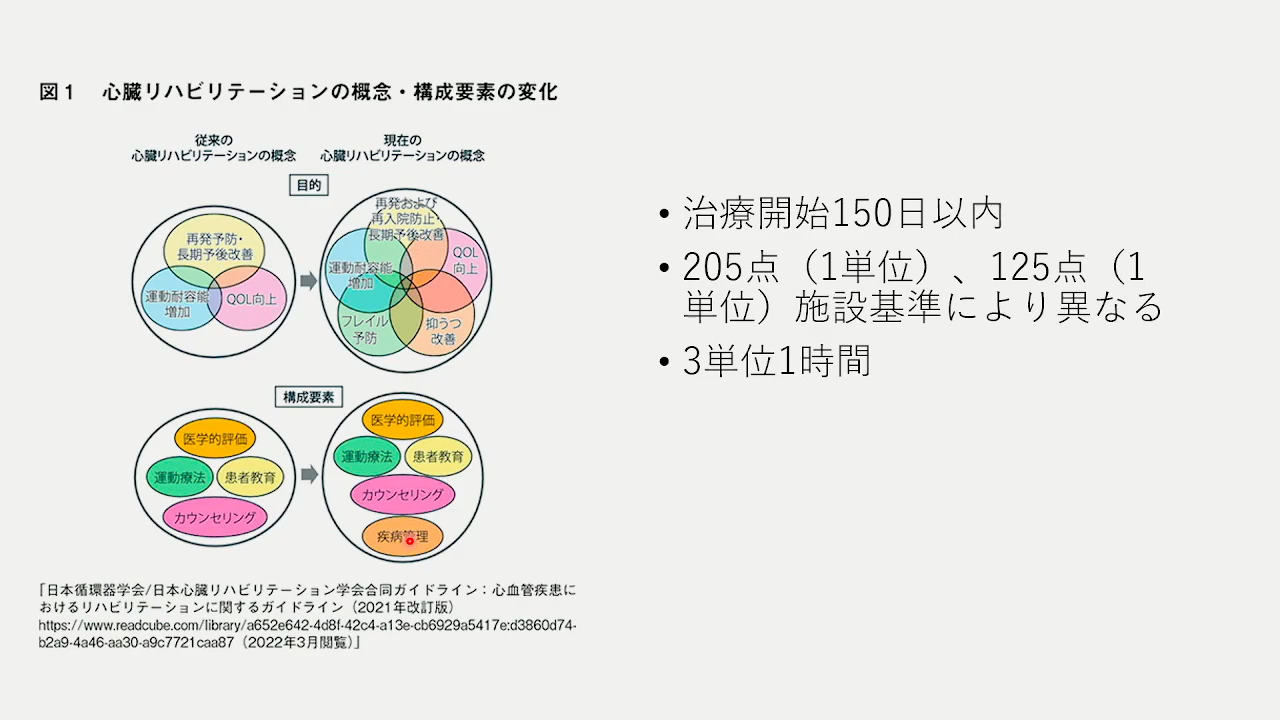 図1 心臓リハビリテーションの概念・構成要素の変化
従来の
心臓リハビリテーションの概念
現在の
心臓リハビリテーションの概念
目的
再発予防・
長期予後改善
運動耐容能
増加
QOL向上
再発および
再入院防止・
長期予後改善
運動耐容能
増加
QOL
向上
フレイル
予防
抑うつ
改善
構成要素
医学的評価
運動療法
患者教育
カウンセリング
医学的評価
運動療法
患者教育
カウンセリング
疾病管理
「日本循環器学会/日本心臓リハビリテーション学会合同ガイドライン：心血管疾患に
おけるリハビリテーションに関するガイドライン（2021年改訂版）
https://www.readcube.com/library/a652e642-4d8f-42c4-a13e-cb6929a5417e:d3860d74-
b2a9-4a46-aa30-a9c7721caa87（2022年3月閲覧）」
• 治療開始150日以内
• 205点（1単位）、125点（1
単位）施設基準により異なる
• 3単位1時間